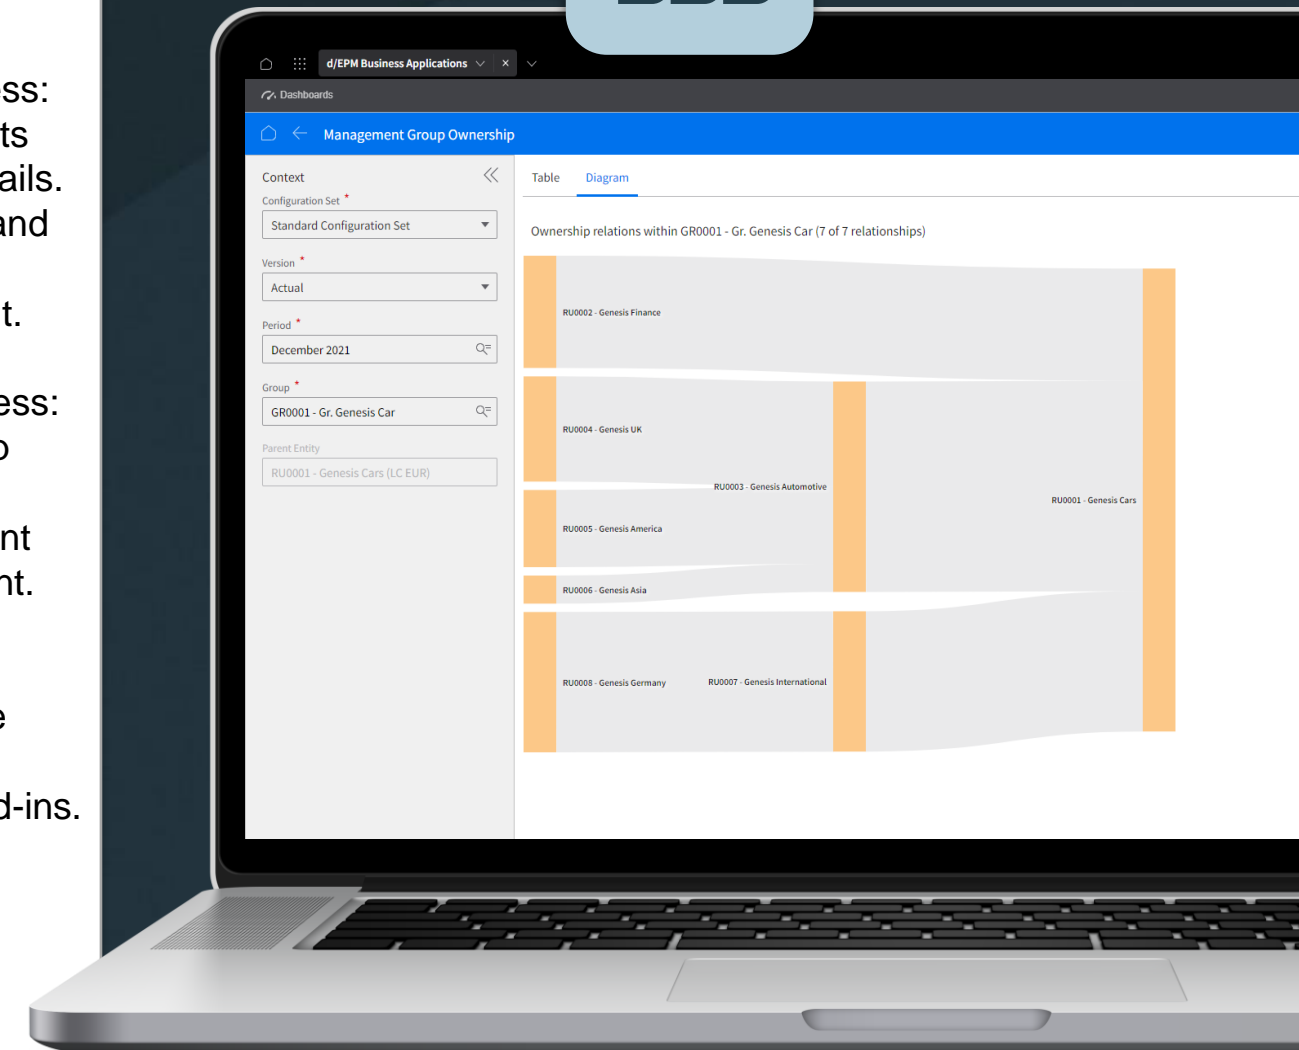 ess:
ts
ails.
and
t.
ess:
o
nt
nt.
e
d-ins.
d/EPM Business Applications
Dashboards
Management Group Ownership
Context
Configuration Set *
Standard Configuration Set
Version *
Actual
Period *
December 2021
Group *
GR0001 - Gr. Genesis Car
Parent Entity
RU0001 - Genesis Cars (LC EUR)
Table Diagram
Ownership relations within GR0001 - Gr. Genesis Car (7 of 7 relationships)
RU0002 - Genesis Finance
RU0004 - Genesis UK
RU0003 - Genesis Automotive
RU0001 - Genesis Cars
RU0005 - Genesis America
RU0006 - Genesis Asia
RU0008 - Genesis Germany
RU0007 - Genesis International